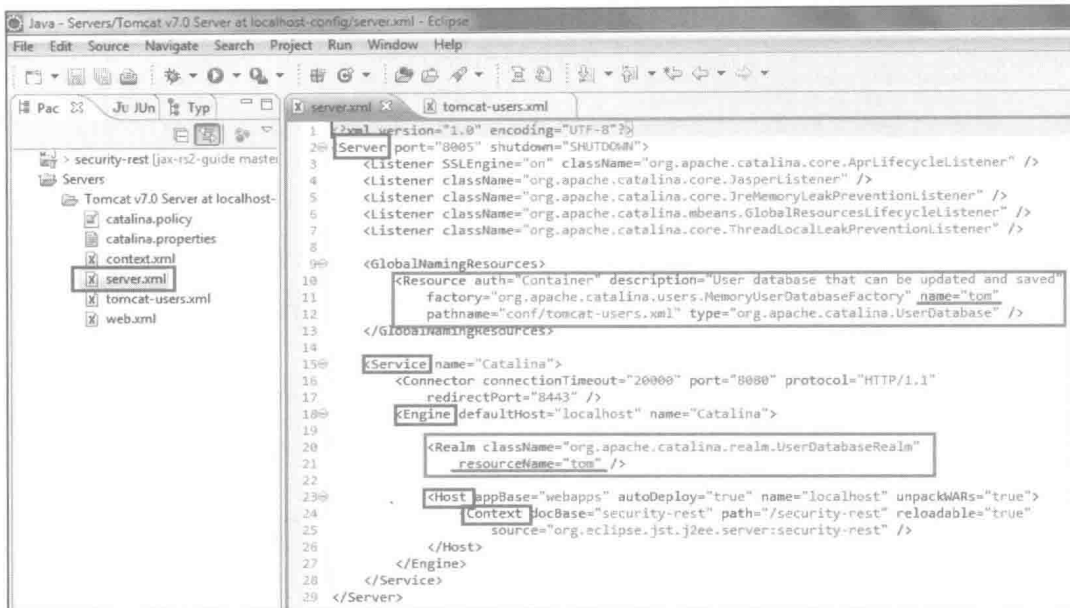 Java - Servers/Tomcat v7.0 Server at localhost-config/server.xml - Eclipse
File Edit Source Navigate Search Project Run Window Help
Pac JUn Typ
server.xml tomcat-users.xml
> security-rest [jax-rs2-guide master
Servers
Tomcat v7.0 Server at localhost-
catalina.policy
catalina.properties
context.xml
server.xml
tomcat-users.xml
web.xml
1 <?xml version="1.0" encoding="UTF-8"?>
2 <Server port="8005" shutdown="SHUTDOWN">
3 <Listener SSLEngine="on" className="org.apache.catalina.core.AprLifecycleListener" />
4 <Listener className="org.apache.catalina.core.JasperListener" />
5 <Listener className="org.apache.catalina.core.JreMemoryLeakPreventionListener" />
6 <Listener className="org.apache.catalina.mbeans.GlobalResourcesLifecycleListener" />
7 <Listener className="org.apache.catalina.core.ThreadLocalLeakPreventionListener" />
8
9 <GlobalNamingResources>
10 <Resource auth="Container" description="User database that can be updated and saved"
11 factory="org.apache.catalina.users.MemoryUserDatabaseFactory" name="tom"
12 pathname="conf/tomcat-users.xml" type="org.apache.catalina.UserDatabase" />
13 </GlobalNamingResources>
14
15 <Service name="Catalina">
16 <Connector connectionTimeout="20000" port="8080" protocol="HTTP/1.1"
17 redirectPort="8443" />
18 <Engine defaultHost="localhost" name="Catalina">
19
20 <Realm className="org.apache.catalina.realm.UserDatabaseRealm"
21 resourceName="tom" />
22
23 <Host appBase="webapps" autoDeploy="true" name="localhost" unpackWARs="true">
24 <Context docBase="security-rest" path="/security-rest" reloadable="true"
25 source="org.eclipse.jst.j2ee.server:security-rest" />
26 </Host>
27 </Engine>
28 </Service>
29 </Server>